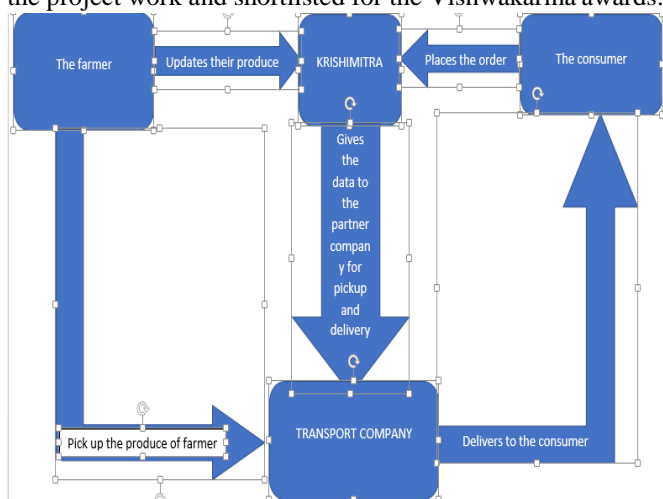 the project work and shortlisted for the Vishwakarma awards.
The farmer
Updates their produce
KRISHIMITRA
Places the order
The consumer
Gives
the
data to
the
partner
compan
y for
pickup
and
delivery
Pick up the produce of farmer
TRANSPORT COMPANY
Delivers to the consumer